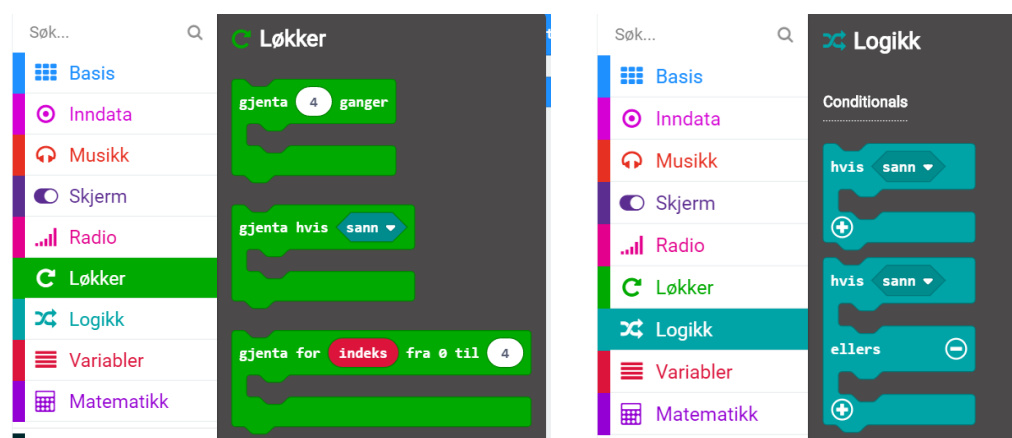 Søk...
Basis
Inndata
Musikk
Skjerm
Radio
Løkker
Logikk
Variabler
Matematikk
Løkker
gjenta 4 ganger
gjenta hvis sann
gjenta for indeks fra 0 til 4
Søk...
Basis
Inndata
Musikk
Skjerm
Radio
Løkker
Logikk
Variabler
Matematikk
Logikk
Conditionals
hvis sann
hvis sann
ellers